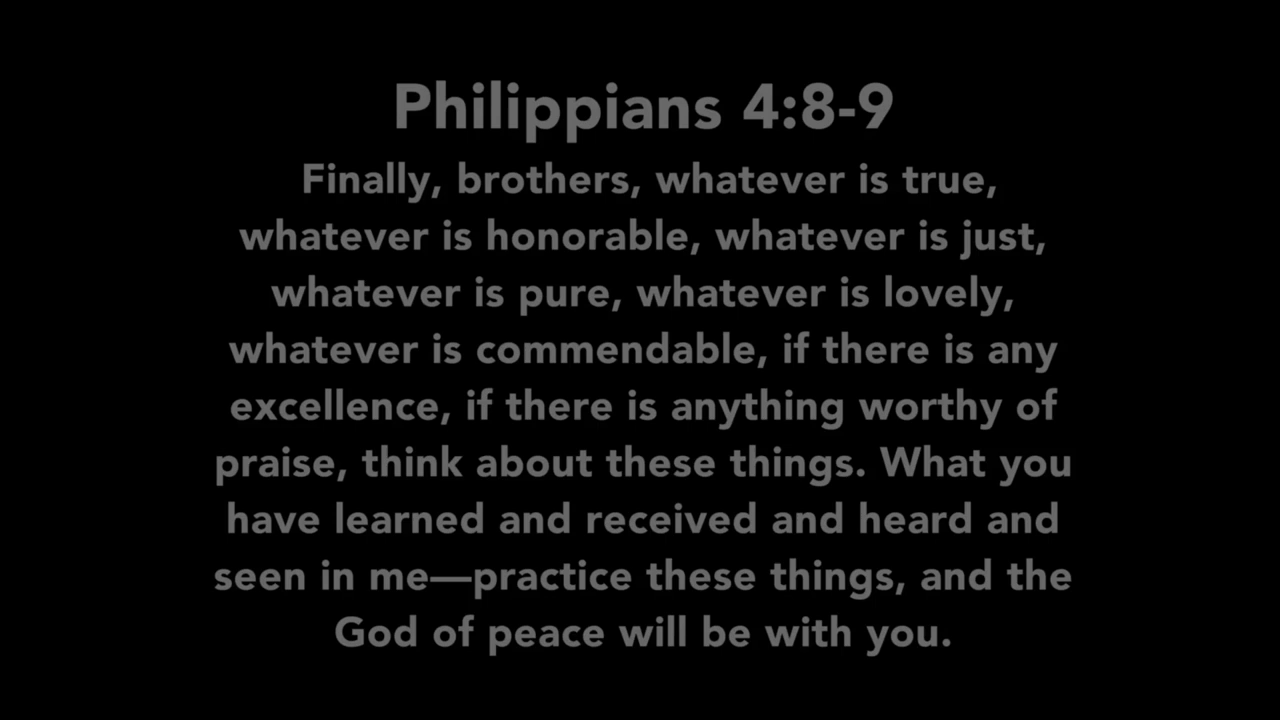 Philippians 4:8-9
Finally, brothers, whatever is true,
whatever is honorable, whatever is just,
whatever is pure, whatever is lovely,
whatever is commendable, if there is any
excellence, if there is anything worthy of
praise, think about these things. What you
have learned and received and heard and
seen in me—practice these things, and the
God of peace will be with you.